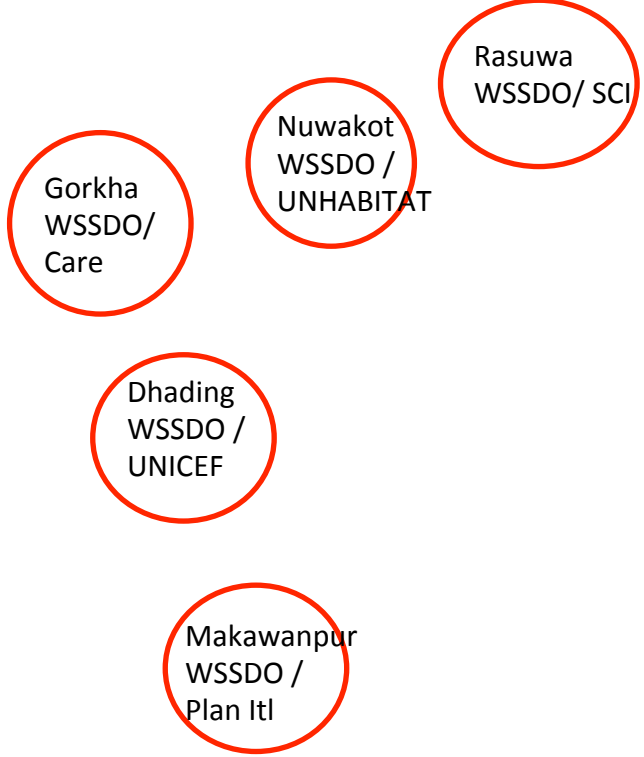 Rasuwa
WSSDO/ SCI
Nuwakot
WSSDO /
UNHABITAT
Gorkha
WSSDO/
Care
Dhading
WSSDO /
UNICEF
Makawanpur
WSSDO /
Plan Itl